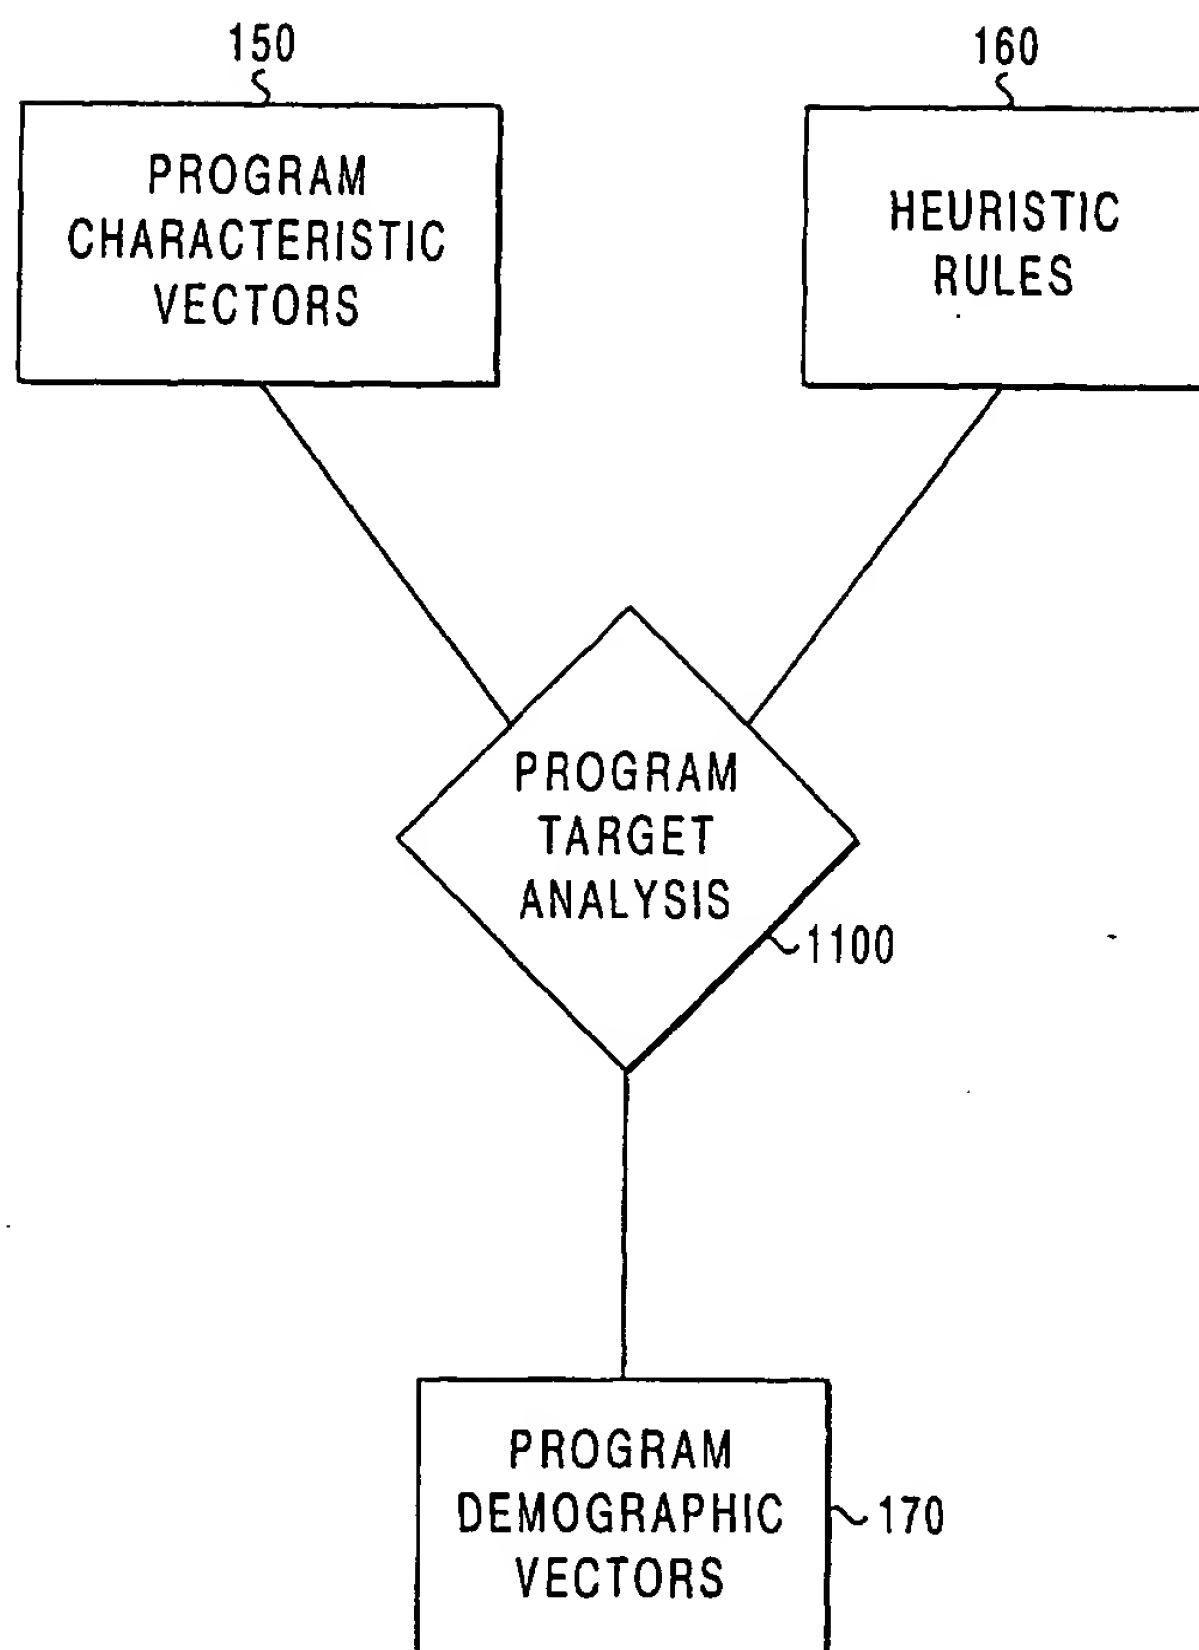 150
160
PROGRAM
CHARACTERISTIC
VECTORS
HEURISTIC
RULES
PROGRAM
TARGET
ANALYSIS
1100
PROGRAM
DEMOGRAPHIC
VECTORS
170